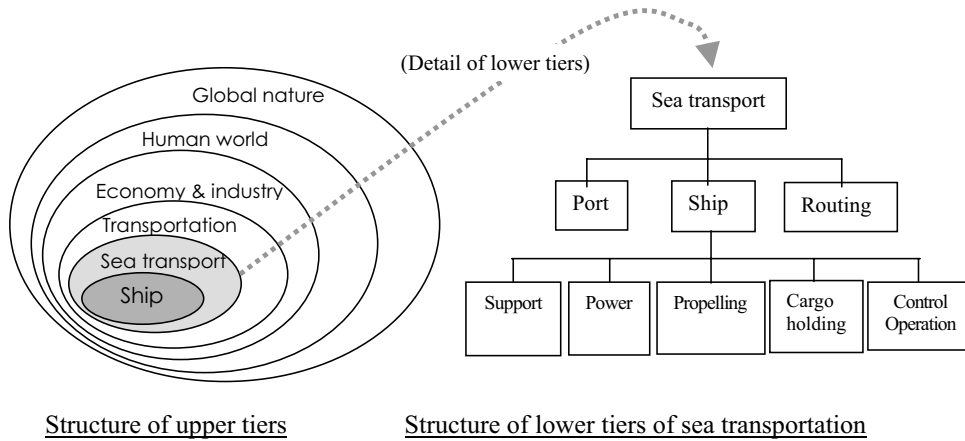 (Detail of lower tiers)
Global nature
Human world
Economy & industry
Transportation
Sea transport
Ship
Sea transport
Port
Ship
Routing
Support
Power
Propelling
Cargo
holding
Control
Operation
Structure of upper tiers
Structure of lower tiers of sea transportation